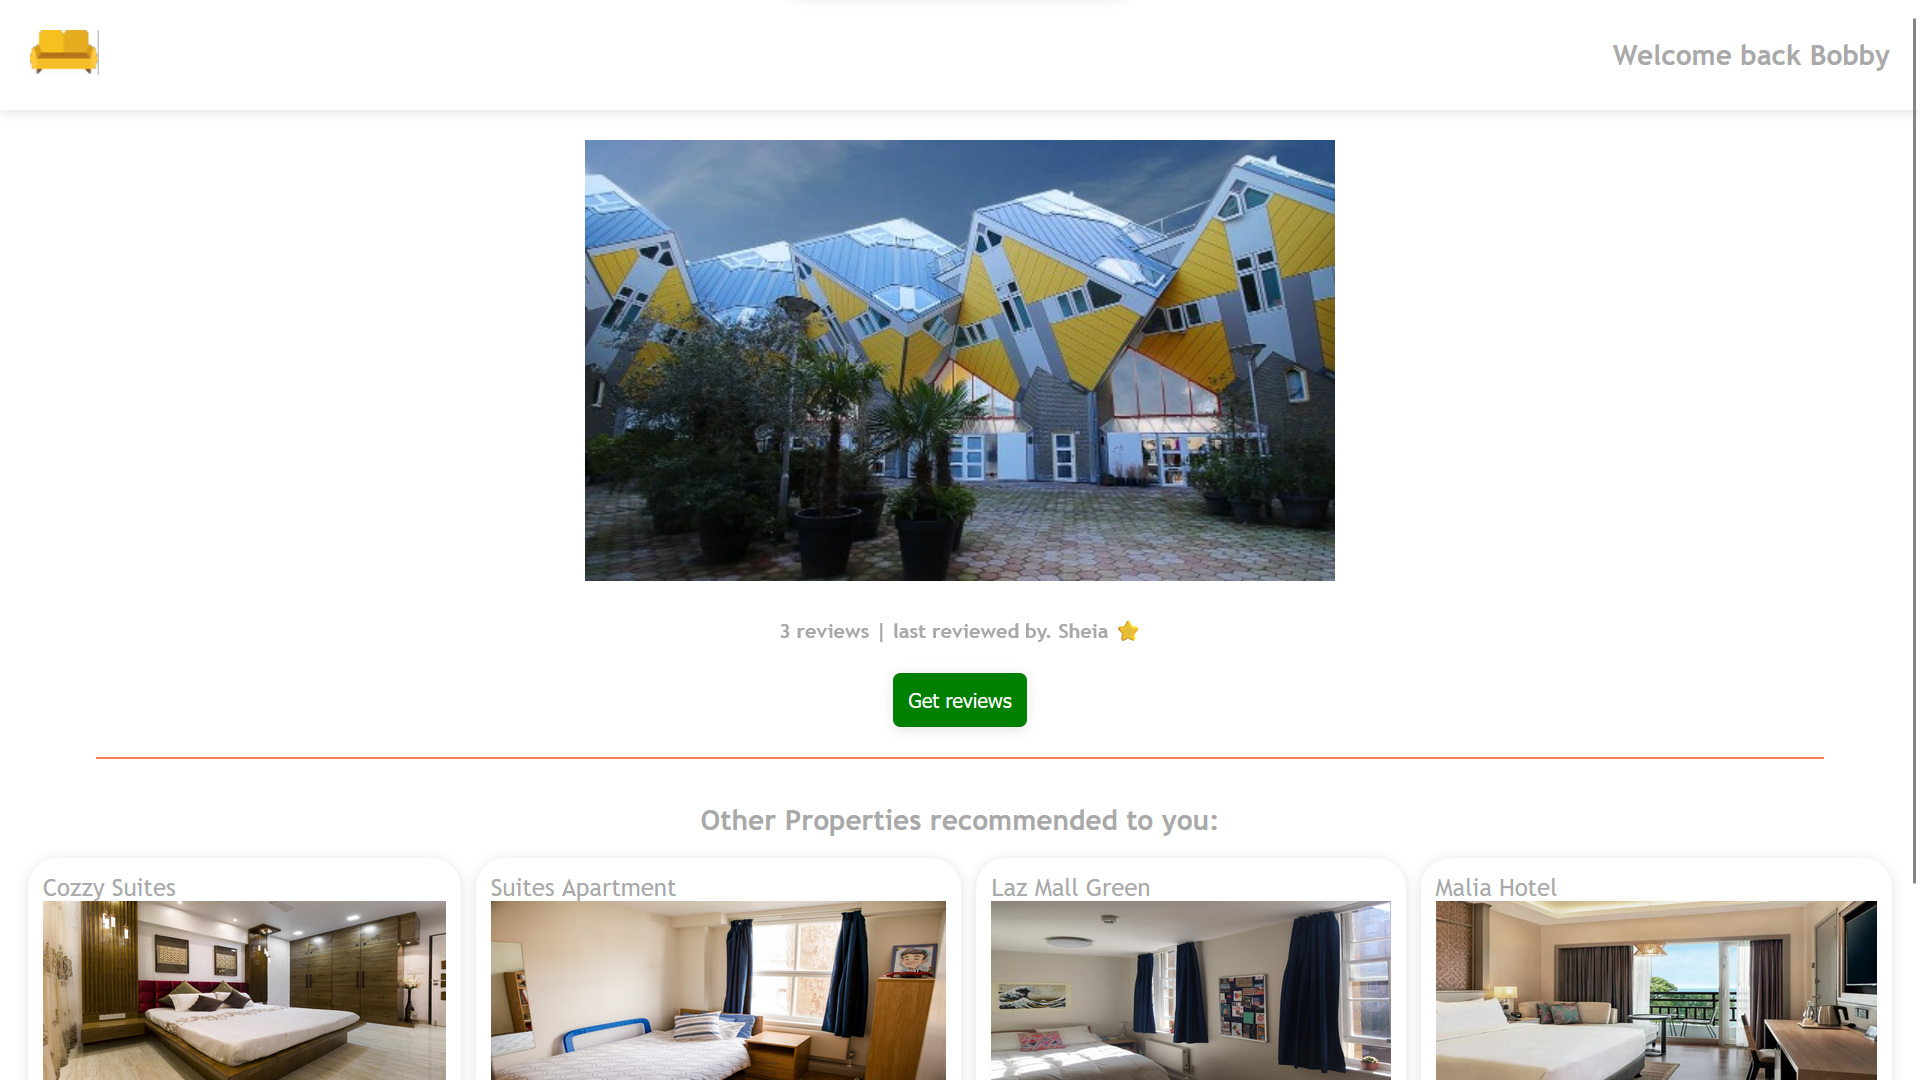 Welcome back Bobby
3 reviews | last reviewed by. Sheia ⭐
Get reviews
Other Properties recommended to you:
Cozzy Suites
Suites Apartment
Laz Mall Green
Malia Hotel